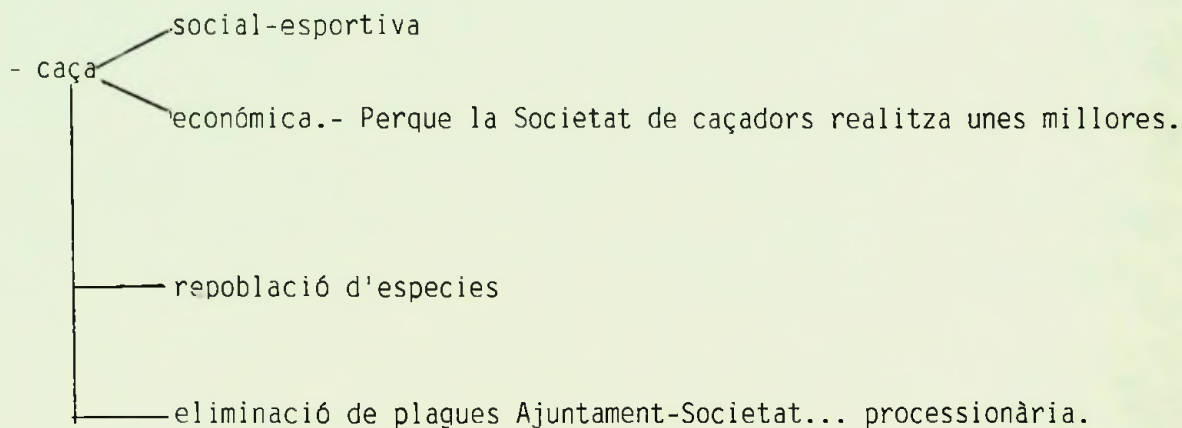 social-esportiva
- caça
económica.- Perque la Societat de caçadors realitza unes millores.
repoblació d'especies
eliminació de plagues Ajuntament-Societat... processionària.